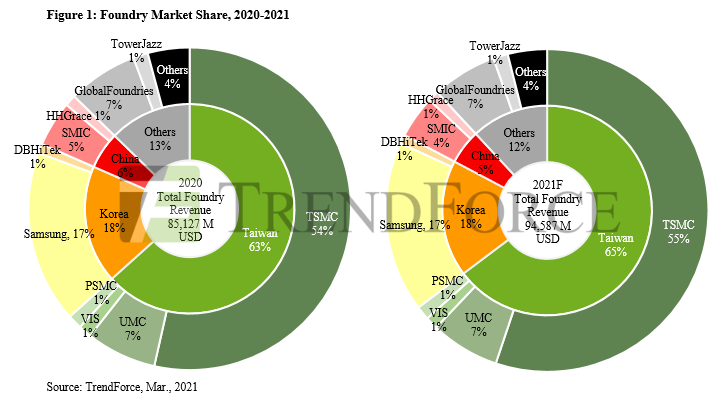 Figure 1: Foundry Market Share, 2020-2021
TowerJazz
1%
Others
4%
GlobalFoundries
7%
HHGrace 1%
SMIC
5%
DBHiTek
1%
Samsung, 17%
PSMC
1%
VIS
1%
UMC
7%
TSMC
54%
Others
13%
China
6%
Korea
18%
Taiwan
63%
2020
Total Foundry
Revenue
85,127 M
USD
TowerJazz
1%
Others
4%
GlobalFoundries
7%
HHGrace
1%
SMIC
4%
DBHiTek
1%
Samsung, 17%
PSMC
1%
VIS
1%
UMC
7%
TSMC
55%
Others
12%
China
5%
Korea
18%
Taiwan
65%
2021F
Total Foundry
Revenue
94,587 M
USD
TRENDFORCE
Source: TrendForce, Mar., 2021